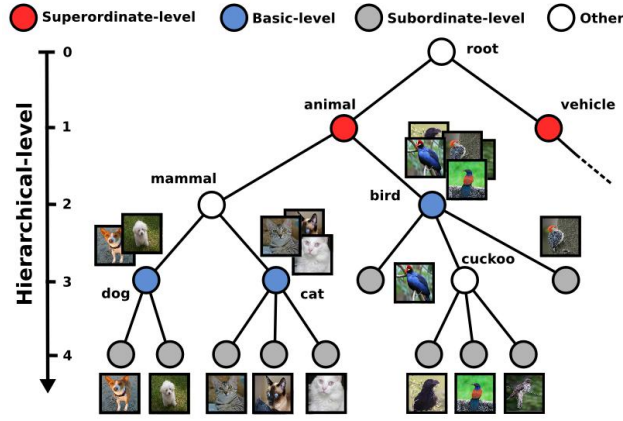 Superordinate-level Basic-level Subordinate-level Other
0 root
animal vehicle
1
mammal
bird
2
cuckoo
3
dog cat
4
Hierarchical-level